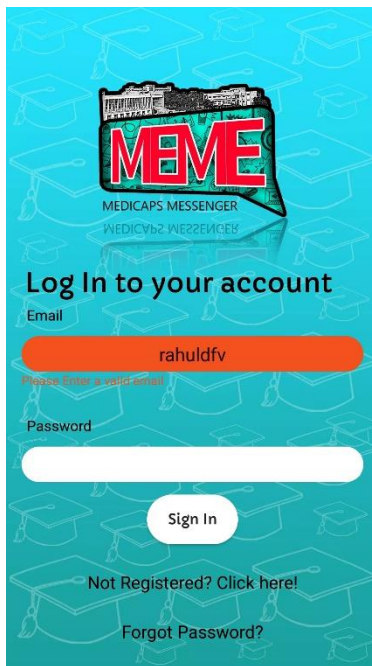 MEME
MEDICAPS MESSENGER
MEDICAPS MESSENGER
Log In to your account
Email
rahuldfv
Please Enter a valid email
Password
Sign In
Not Registered? Click here!
Forgot Password?